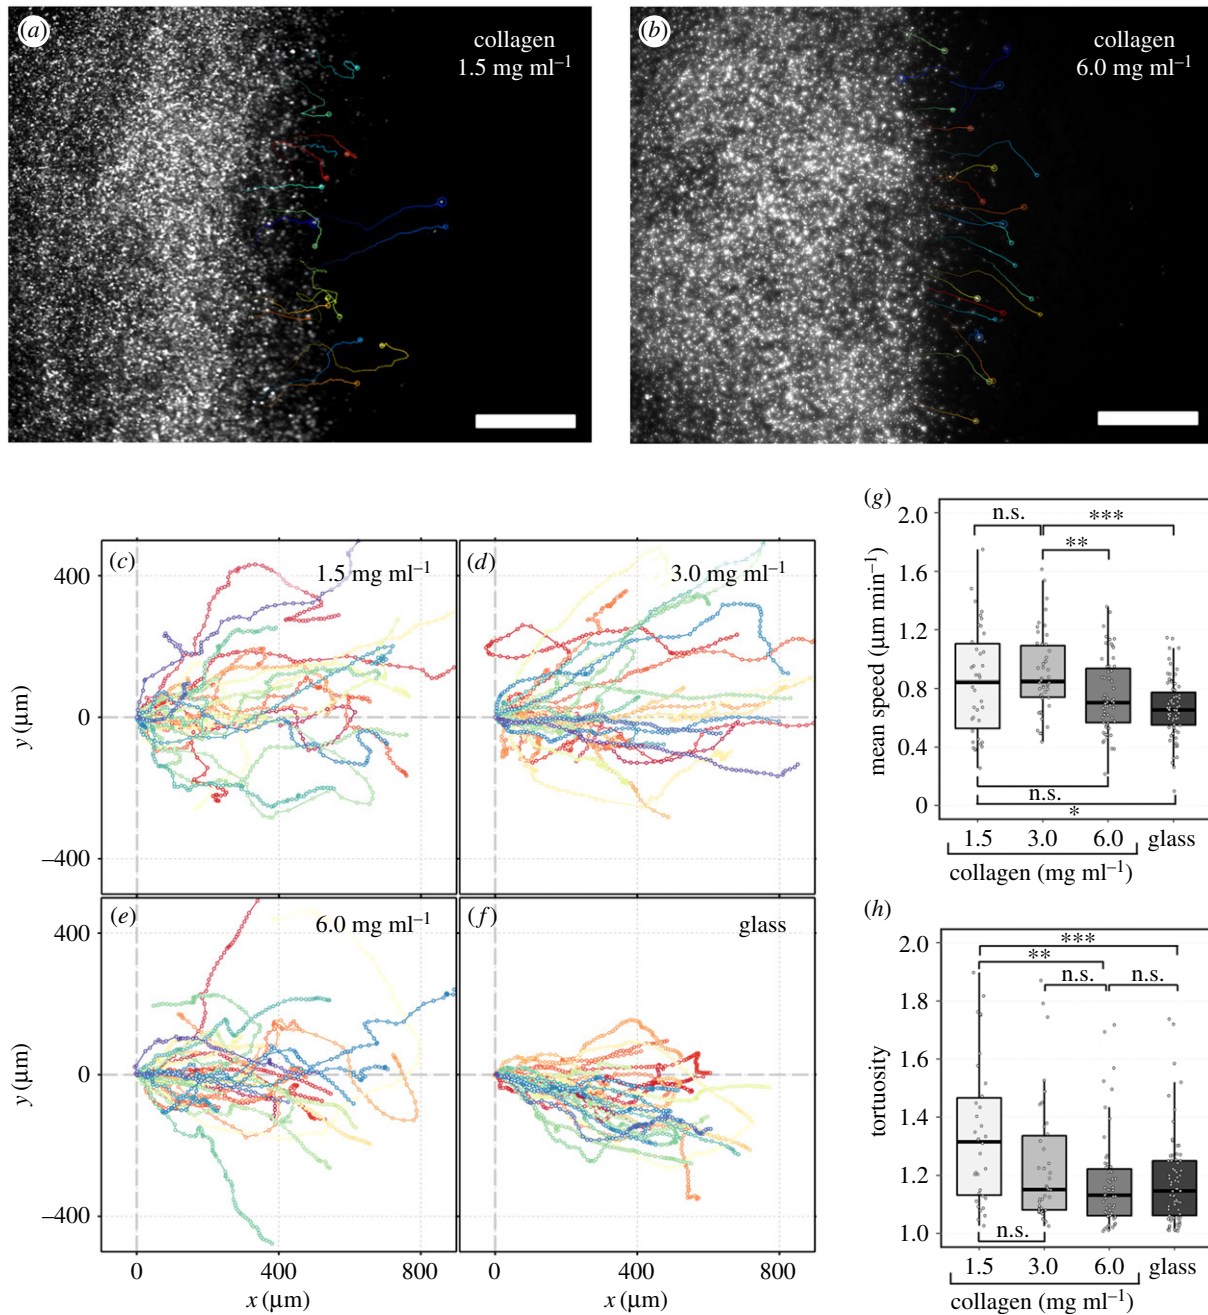 (a)
collagen
1.5 mg ml⁻¹
(b)
collagen
6.0 mg ml⁻¹
(c)
1.5 mg ml⁻¹
400
0
−400
y (µm)
(d)
3.0 mg ml⁻¹
(e)
6.0 mg ml⁻¹
400
0
−400
y (µm)
0
400
800
x (µm)
(f)
glass
0
400
800
x (µm)
(g)
2.0
1.6
1.2
0.8
0.4
0
mean speed (µm min⁻¹)
n.s.
***
**
n.s.
*
1.5
3.0
6.0
glass
collagen (mg ml⁻¹)
(h)
2.0
1.8
1.6
1.4
1.2
1.0
tortuosity
***
**
n.s.
n.s.
n.s.
1.5
3.0
6.0
glass
collagen (mg ml⁻¹)